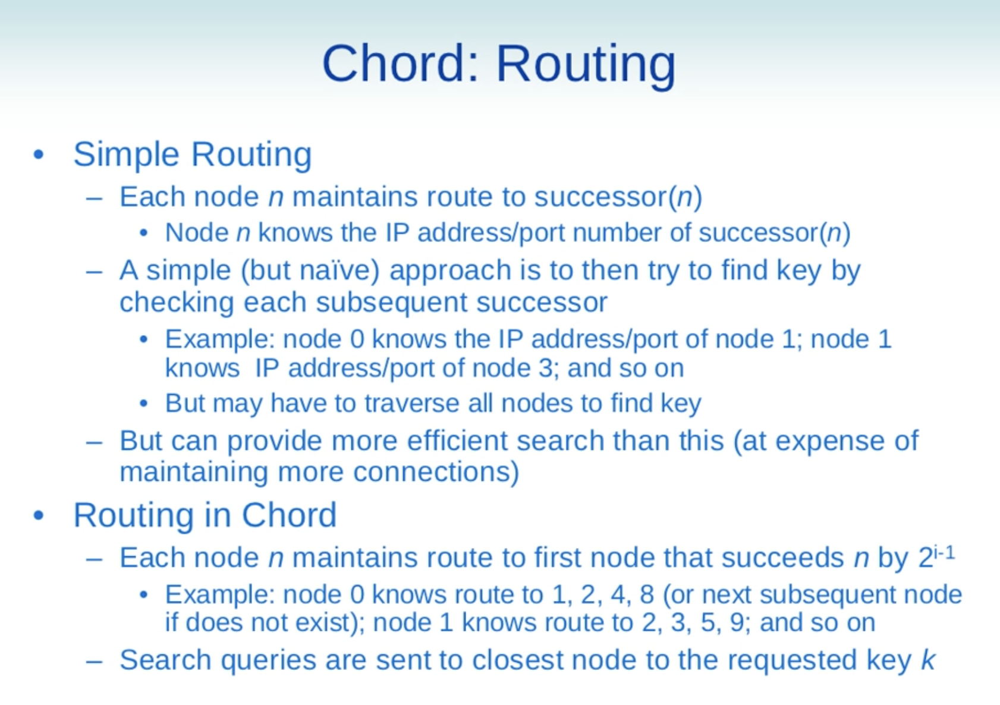 Chord: Routing
• Simple Routing
– Each node n maintains route to successor(n)
• Node n knows the IP address/port number of successor(n)
– A simple (but naïve) approach is to then try to find key by
checking each subsequent successor
• Example: node 0 knows the IP address/port of node 1; node 1
knows  IP address/port of node 3; and so on
• But may have to traverse all nodes to find key
– But can provide more efficient search than this (at expense of
maintaining more connections)
• Routing in Chord
– Each node n maintains route to first node that succeeds n by 2^{i-1}
• Example: node 0 knows route to 1, 2, 4, 8 (or next subsequent node
if does not exist); node 1 knows route to 2, 3, 5, 9; and so on
– Search queries are sent to closest node to the requested key k